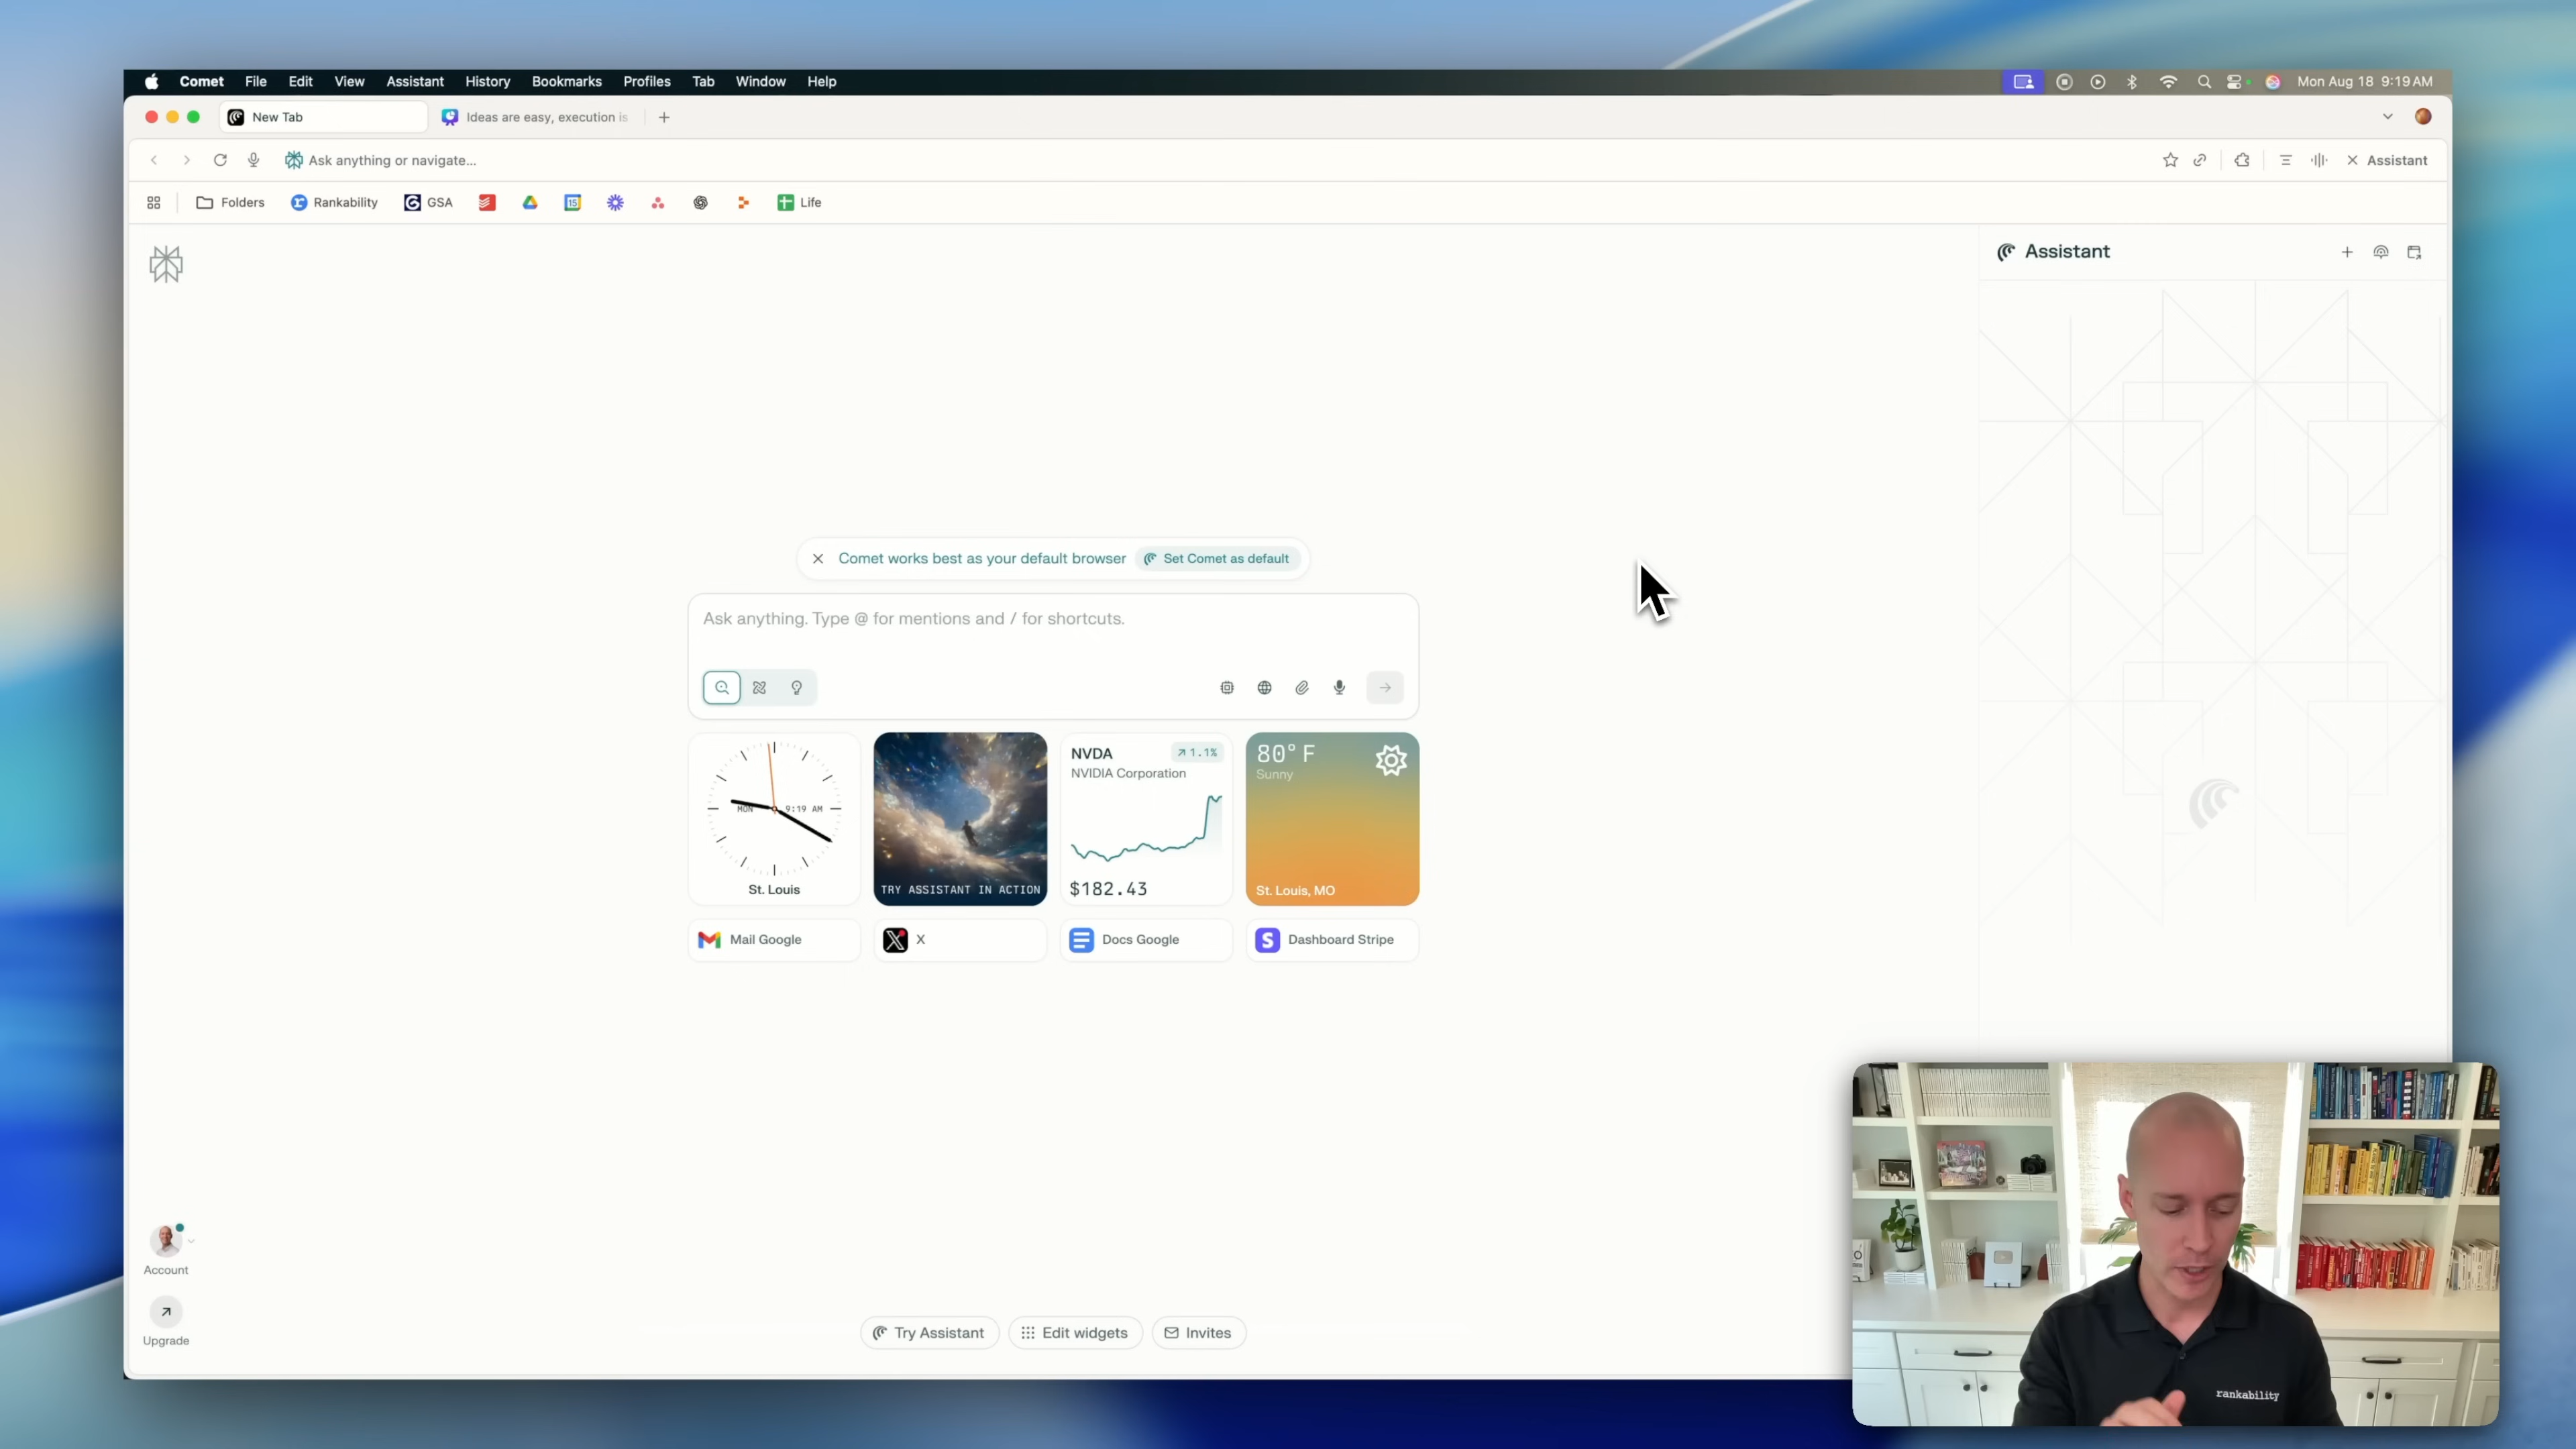 Comet File Edit View Assistant History Bookmarks Profiles Tab Window Help Mon Aug 18 9:19 AM
New Tab Ideas are easy, execution is
Ask anything or navigate... Assistant
Folders Rankability GSA 15 Life
Assistant
Comet works best as your default browser Set Comet as default
Ask anything. Type @ for mentions and / for shortcuts.
MON 9:19 AM
St. Louis
TRY ASSISTANT IN ACTION
NVDA 1.1%
NVIDIA Corporation
$182.43
80° F
Sunny
St. Louis, MO
Mail Google X Docs Google Dashboard Stripe
Account
Upgrade
Try Assistant Edit widgets Invites
rankability